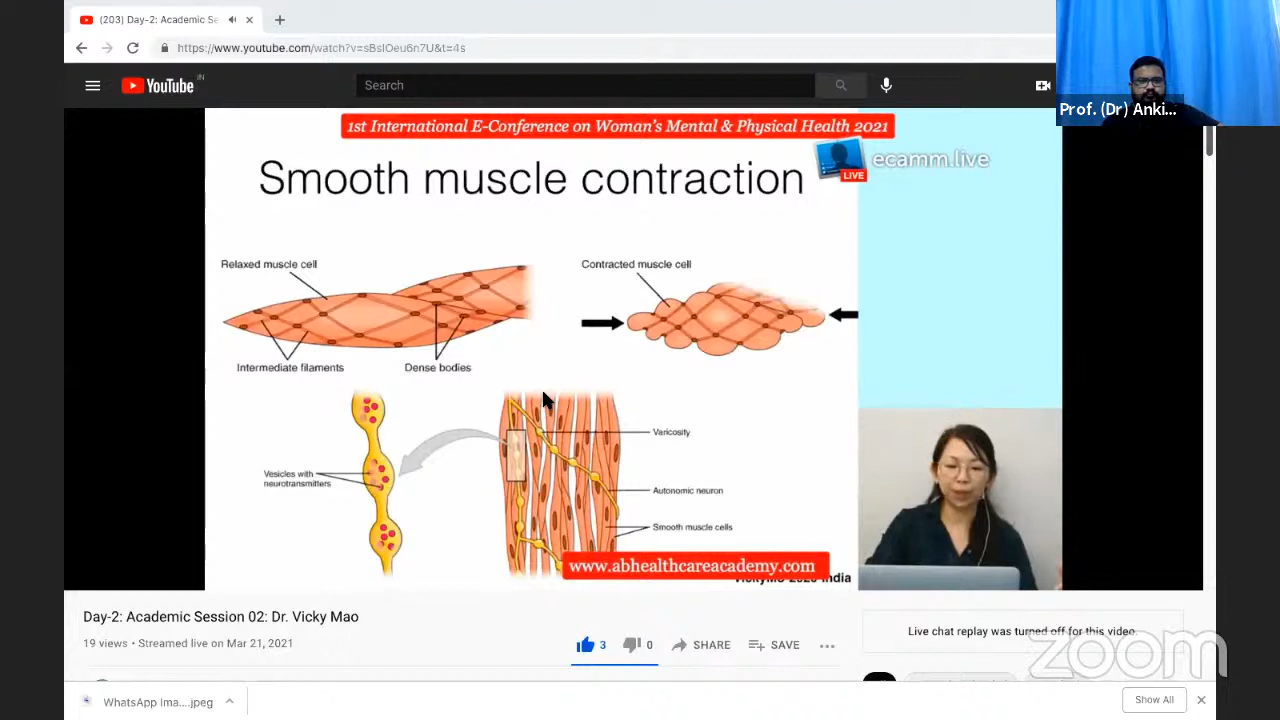 (203) Day-2: Academic Se
https://www.youtube.com/watch?v=sBslOeu6n7U&t=4s
YouTube IN
Search
Prof. (Dr) Anki...
1st International E-Conference on Woman's Mental & Physical Health 2021
ecamm.live
LIVE
Smooth muscle contraction
Relaxed muscle cell
Contracted muscle cell
Intermediate filaments
Dense bodies
Varicosity
Vesicles with
neurotransmitters
Autonomic neuron
Smooth muscle cells
www.abhealthcareacademy.com
India
Day-2: Academic Session 02: Dr. Vicky Mao
19 views • Streamed live on Mar 21, 2021
3
0
SHARE
SAVE
Live chat replay was turned off for this video.
zoom
WhatsApp Ima....jpeg
Show All